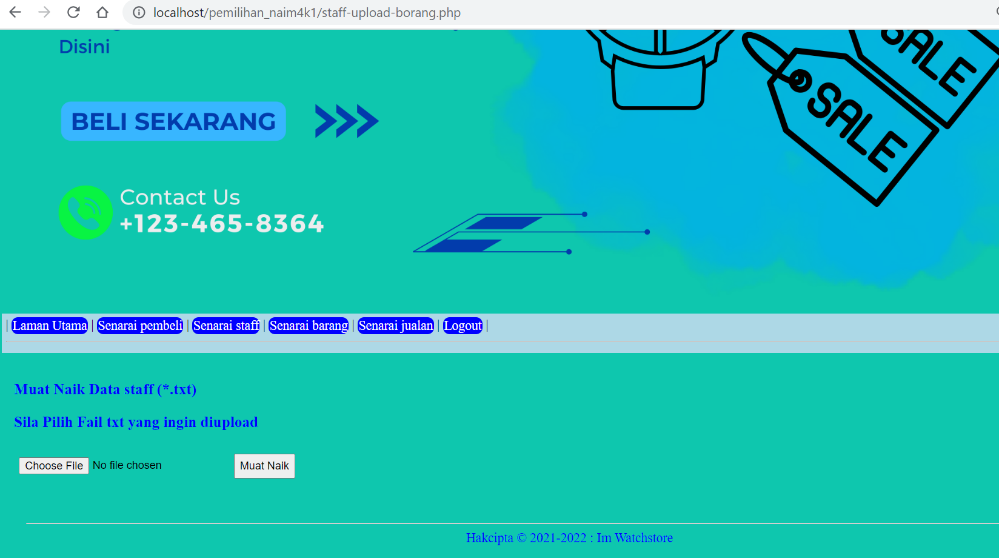 localhost/pemilihan_naim4k1/staff-upload-borang.php
Disini
SALE
SALE
BELI SEKARANG
Contact Us
+123-465-8364
| Laman Utama | Senarai pembeli | Senarai staff | Senarai barang | Senarai jualan | Logout |
Muat Naik Data staff (*.txt)
Sila Pilih Fail txt yang ingin diupload
Choose File No file chosen Muat Naik
Hakcipta © 2021-2022 : Im Watchstore